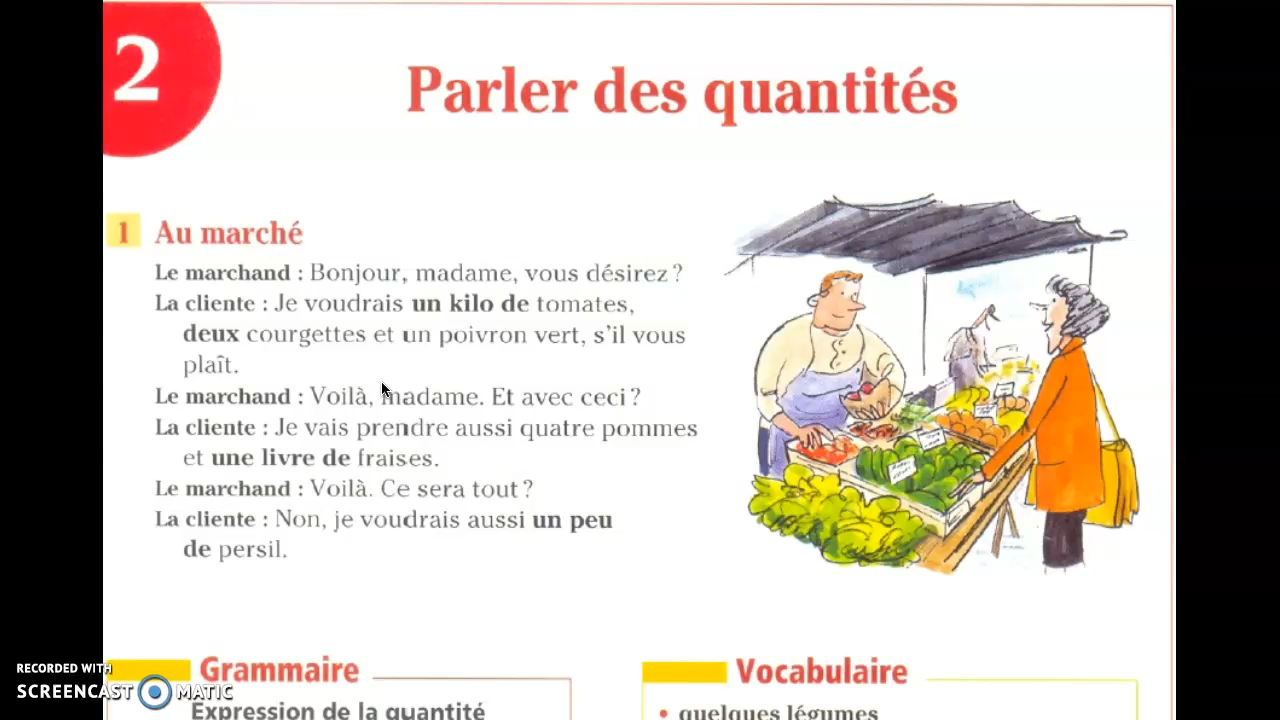 2
Parler des quantités
1 Au marché
Le marchand : Bonjour, madame, vous désirez ?
La cliente : Je voudrais un kilo de tomates,
deux courgettes et un poivron vert, s'il vous
plaît.
Le marchand : Voilà, madame. Et avec ceci ?
La cliente : Je vais prendre aussi quatre pommes
et une livre de fraises.
Le marchand : Voilà. Ce sera tout ?
La cliente : Non, je voudrais aussi un peu
de persil.
Grammaire
Expression de la quantité
Vocabulaire
• quelques légumes
RECORDED WITH
SCREENCAST MATIC